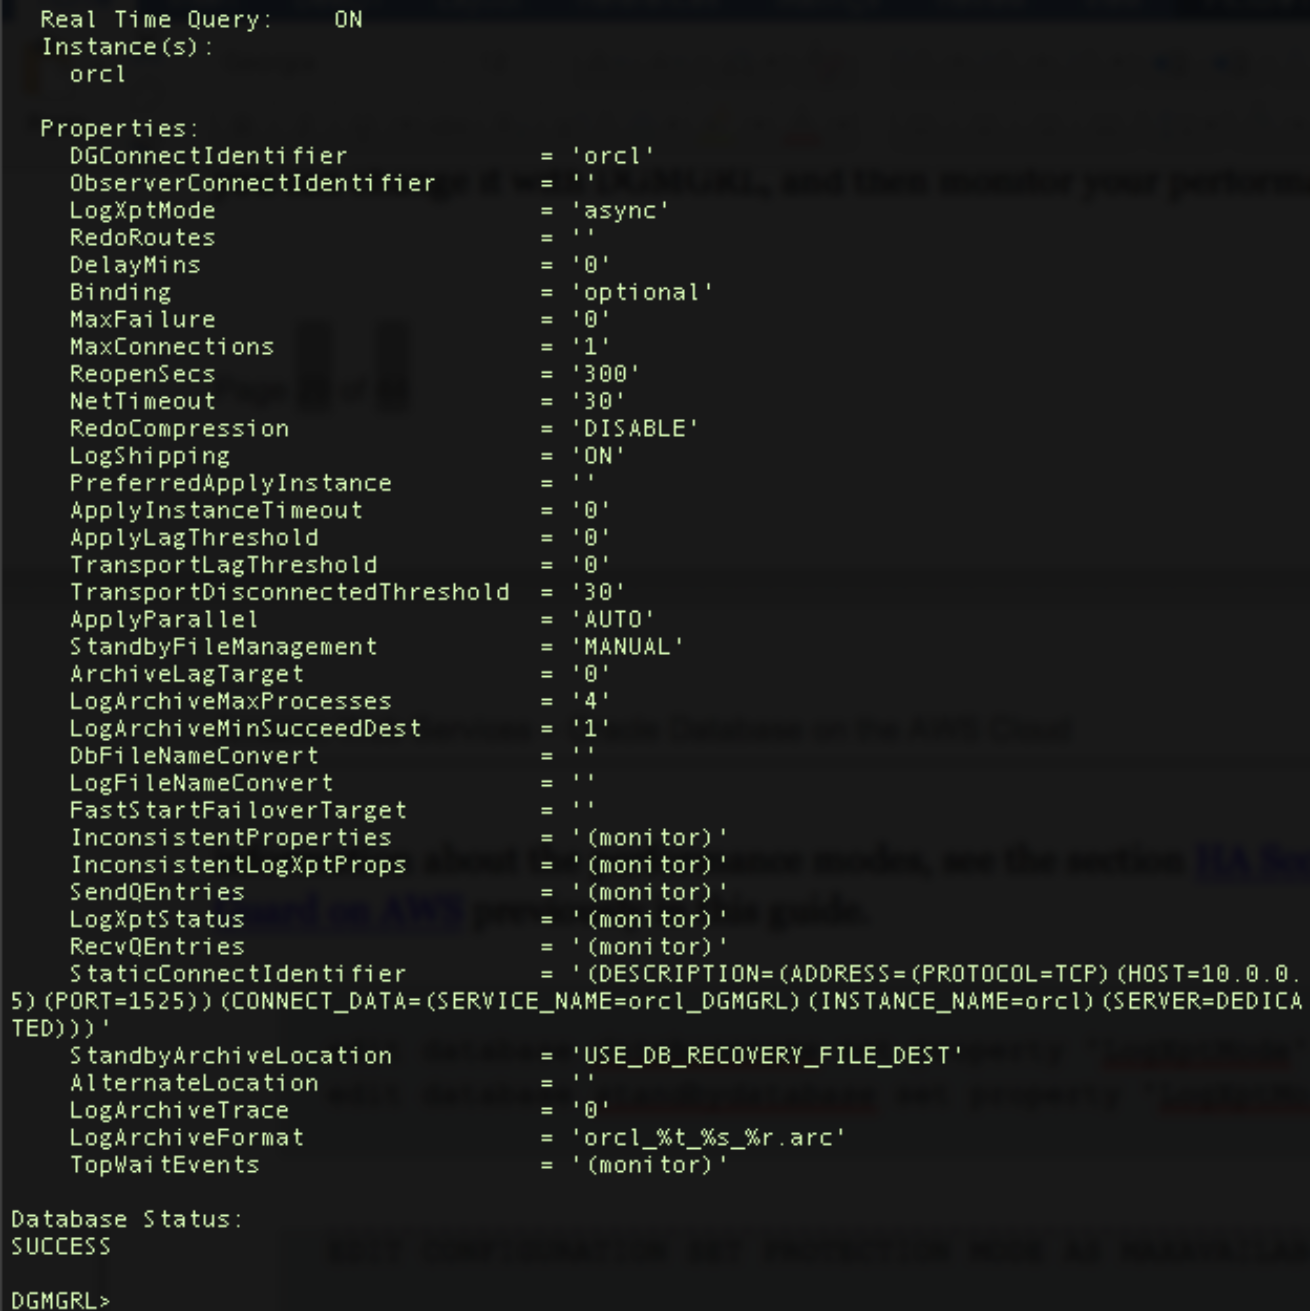 Real Time Query:    ON
Instance(s):
orcl
Properties:
DGConnectIdentifier = 'orcl'
ObserverConnectIdentifier = ''
LogXptMode = 'async'
RedoRoutes = ''
DelayMins = '0'
Binding = 'optional'
MaxFailure = '0'
MaxConnections = '1'
ReopenSecs = '300'
NetTimeout = '30'
RedoCompression = 'DISABLE'
LogShipping = 'ON'
PreferredApplyInstance = ''
ApplyInstanceTimeout = '0'
ApplyLagThreshold = '0'
TransportLagThreshold = '0'
TransportDisconnectedThreshold = '30'
ApplyParallel = 'AUTO'
StandbyFileManagement = 'MANUAL'
ArchiveLagTarget = '0'
LogArchiveMaxProcesses = '4'
LogArchiveMinSucceedDest = '1'
DbFileNameConvert = ''
LogFileNameConvert = ''
FastStartFailoverTarget = ''
InconsistentProperties = '(monitor)'
InconsistentLogXptProps = '(monitor)'
SendQEntries = '(monitor)'
LogXptStatus = '(monitor)'
RecvQEntries = '(monitor)'
StaticConnectIdentifier = '(DESCRIPTION=(ADDRESS=(PROTOCOL=TCP)(HOST=10.0.0.
5)(PORT=1525))(CONNECT_DATA=(SERVICE_NAME=orcl_DGMGRL)(INSTANCE_NAME=orcl)(SERVER=DEDICA
TED)))'
StandbyArchiveLocation = 'USE_DB_RECOVERY_FILE_DEST'
AlternateLocation = ''
LogArchiveTrace = '0'
LogArchiveFormat = 'orcl_%t_%s_%r.arc'
TopWaitEvents = '(monitor)'
Database Status:
SUCCESS
DGMGRL>